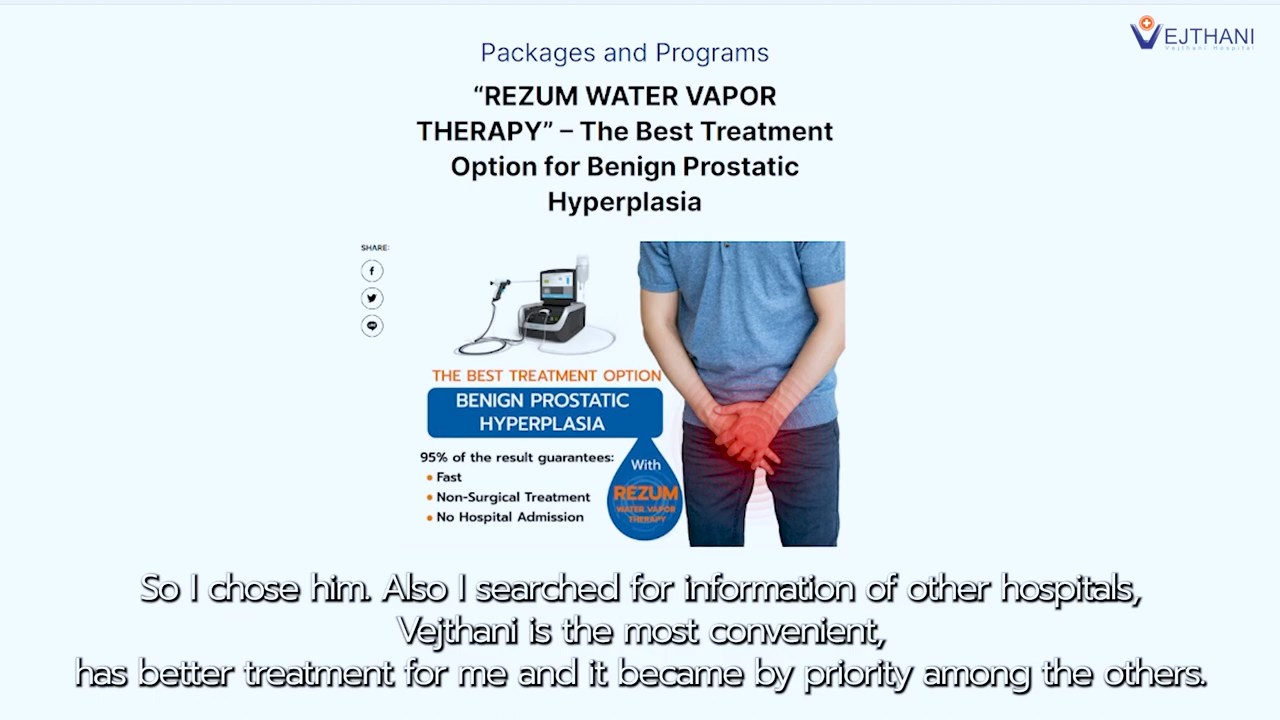 VEJTHANI
Vejthani Hospital
Packages and Programs
“REZUM WATER VAPOR
THERAPY” – The Best Treatment
Option for Benign Prostatic
Hyperplasia
SHARE:
THE BEST TREATMENT OPTION
BENIGN PROSTATIC
HYPERPLASIA
95% of the result guarantees:
• Fast
• Non-Surgical Treatment
• No Hospital Admission
With
REZUM
WATER VAPOR
THERAPY
So I chose him. Also I searched for information of other hospitals,
Vejthani is the most convenient,
has better treatment for me and it became by priority among the others.